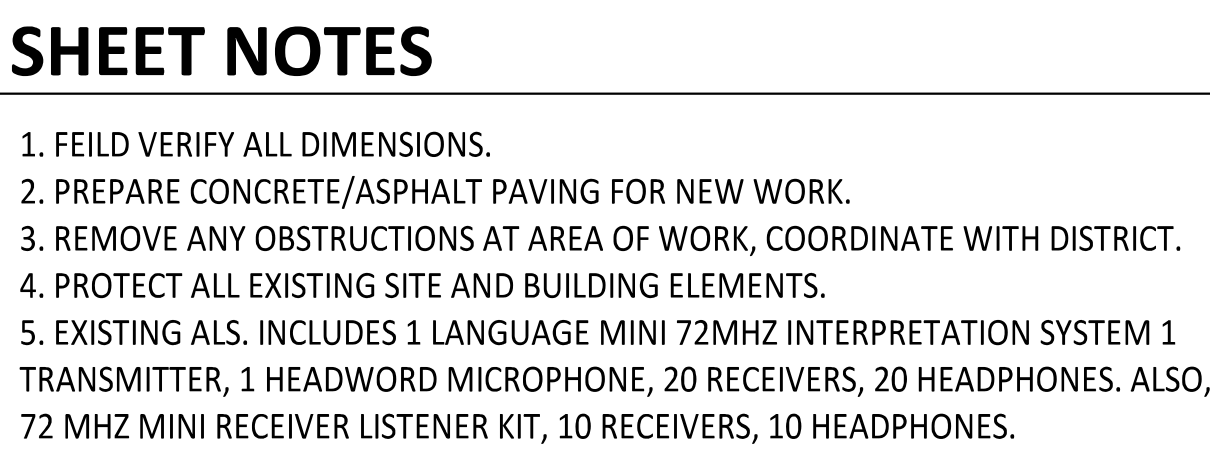 SHEET NOTES
1. FEILD VERIFY ALL DIMENSIONS.
2. PREPARE CONCRETE/ASPHALT PAVING FOR NEW WORK.
3. REMOVE ANY OBSTRUCTIONS AT AREA OF WORK, COORDINATE WITH DISTRICT.
4. PROTECT ALL EXISTING SITE AND BUILDING ELEMENTS.
5. EXISTING ALS. INCLUDES 1 LANGUAGE MINI 72MHZ INTERPRETATION SYSTEM 1
TRANSMITTER, 1 HEADWORD MICROPHONE, 20 RECEIVERS, 20 HEADPHONES. ALSO,
72 MHZ MINI RECEIVER LISTENER KIT, 10 RECEIVERS, 10 HEADPHONES.